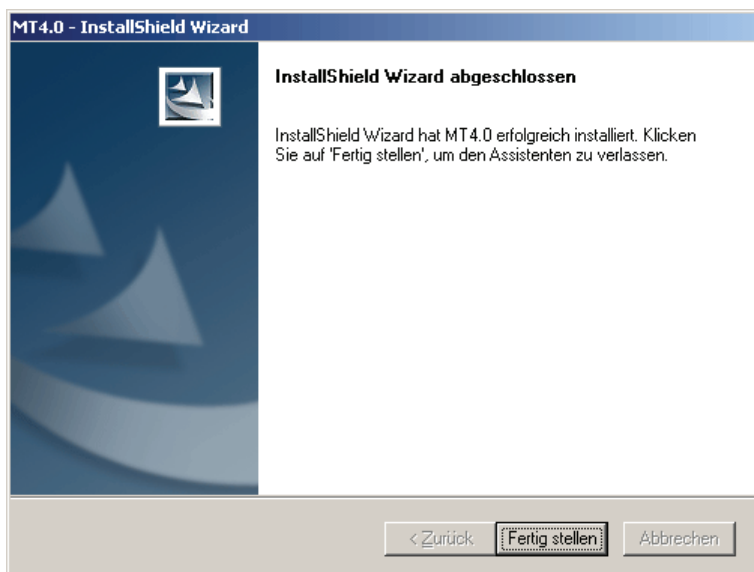 MT4.0 - InstallShield Wizard
InstallShield Wizard abgeschlossen
InstallShield Wizard hat MT4.0 erfolgreich installiert. Klicken
Sie auf 'Fertig stellen', um den Assistenten zu verlassen.
< Zurück Fertig stellen Abbrechen